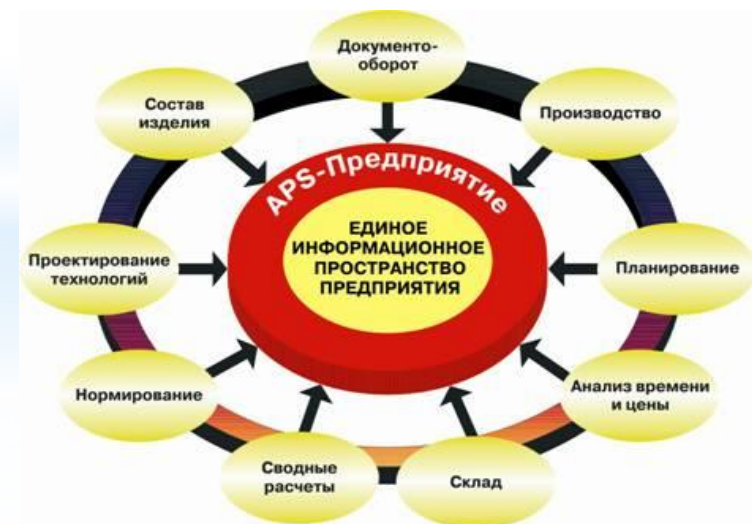 Документо-
оборот
Состав
изделия
Производство
APS-Предприятие
ЕДИНОЕ
ИНФОРМАЦИОННОЕ
ПРОСТРАНСТВО
ПРЕДПРИЯТИЯ
Проектирование
технологий
Планирование
Нормирование
Анализ времени
и цены
Сводные
расчеты
Склад